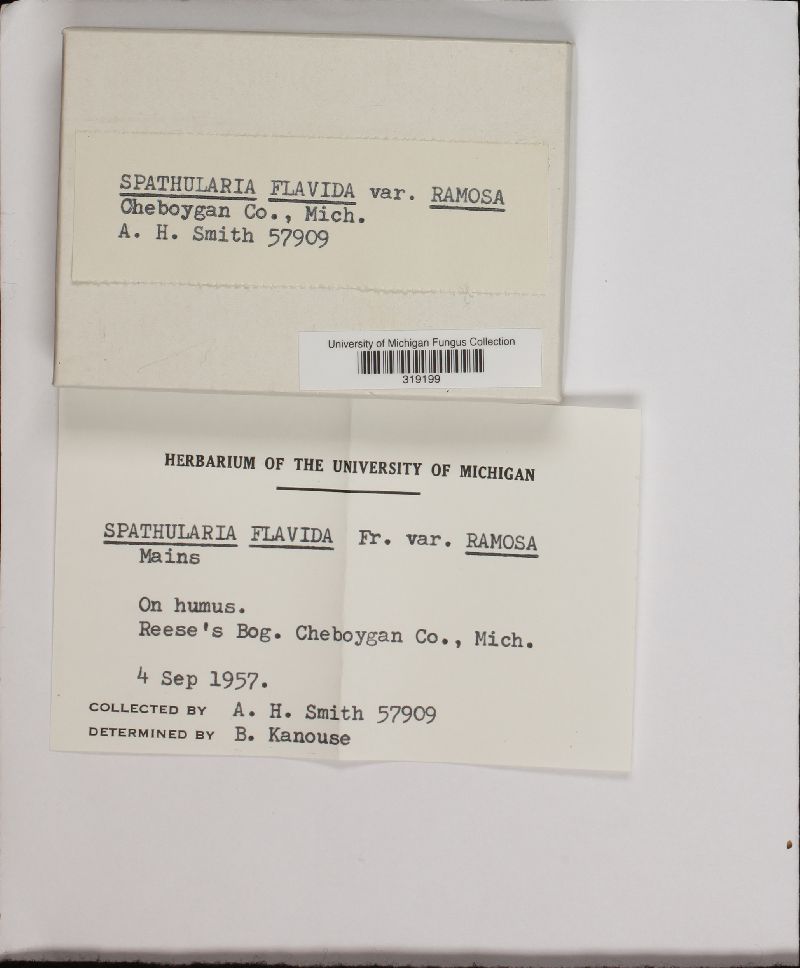 SPATHULARIA FLAVIDA var. RAMOSA
Cheboygan Co., Mich.
A. H. Smith 57909
University of Michigan Fungus Collection
319199
HERBARIUM OF THE UNIVERSITY OF MICHIGAN
SPATHULARIA FLAVIDA Fr. var. RAMOSA
Mains
On humus.
Reese's Bog. Cheboygan Co., Mich.
4 Sep 1957.
COLLECTED BY A. H. Smith 57909
DETERMINED BY B. Kanouse